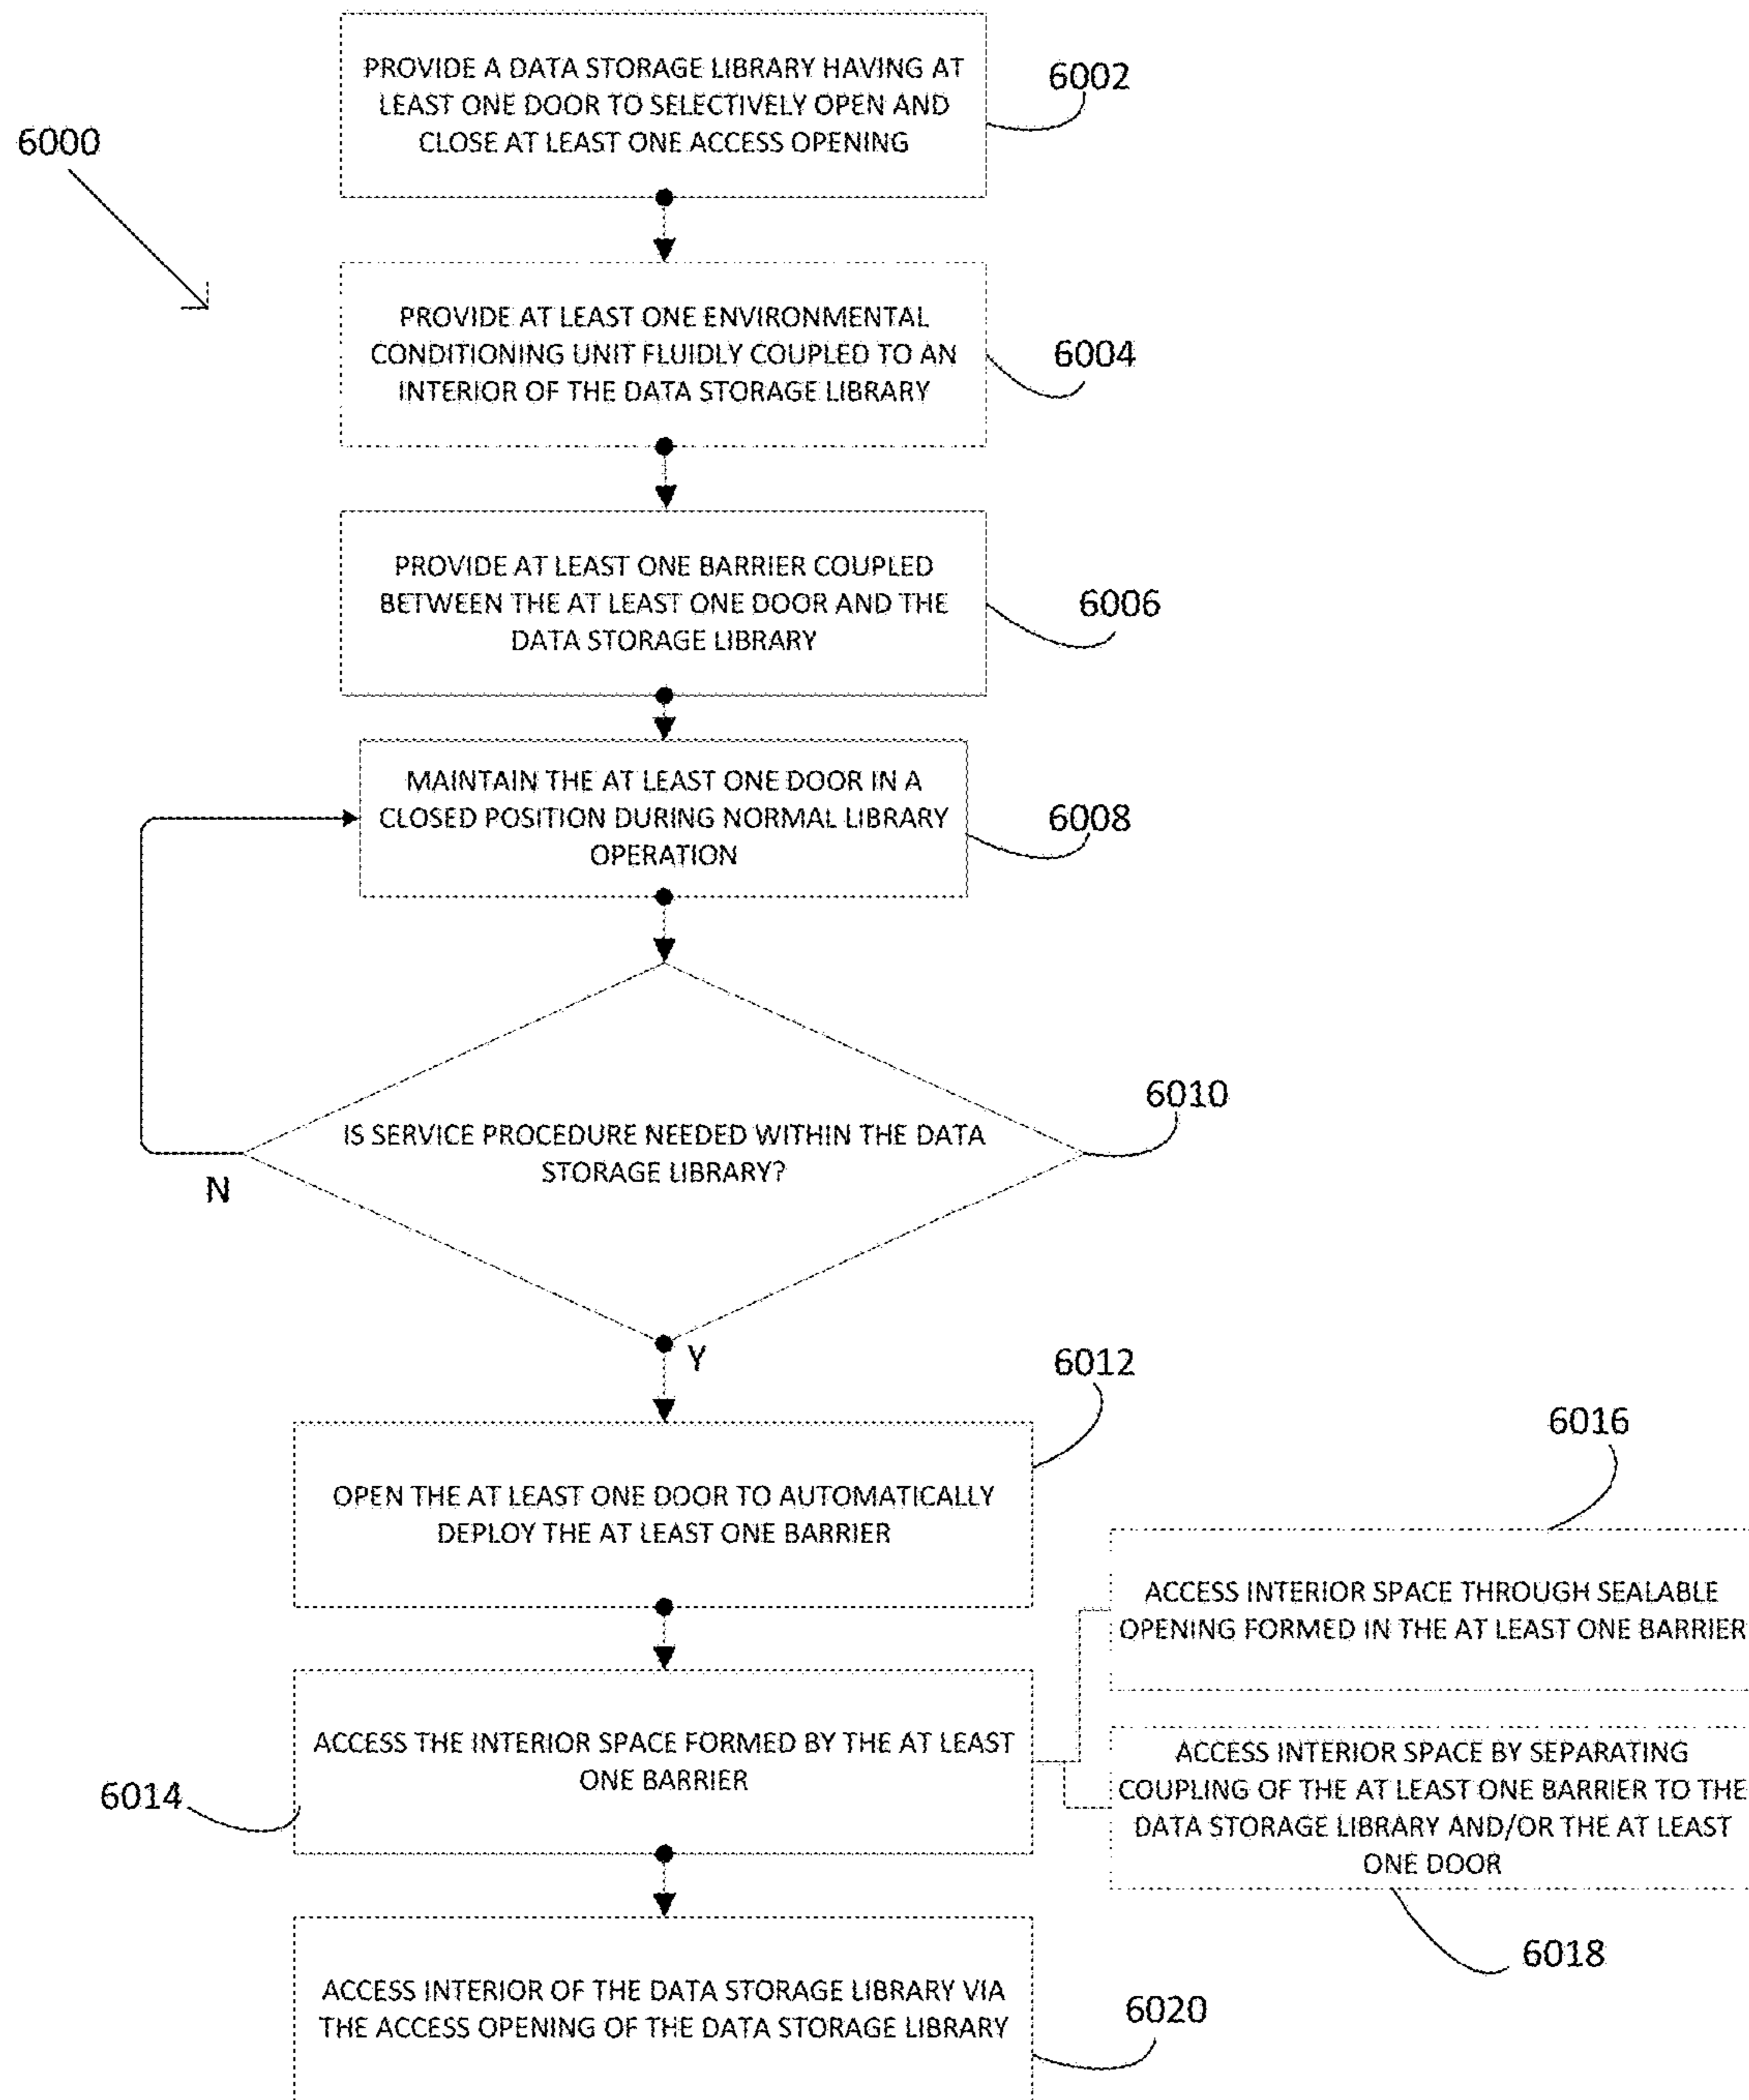 6000
PROVIDE A DATA STORAGE LIBRARY HAVING AT
LEAST ONE DOOR TO SELECTIVELY OPEN AND
CLOSE AT LEAST ONE ACCESS OPENING
6002
PROVIDE AT LEAST ONE ENVIRONMENTAL
CONDITIONING UNIT FLUIDLY COUPLED TO AN
INTERIOR OF THE DATA STORAGE LIBRARY
6004
PROVIDE AT LEAST ONE BARRIER COUPLED
BETWEEN THE AT LEAST ONE DOOR AND THE
DATA STORAGE LIBRARY
6006
MAINTAIN THE AT LEAST ONE DOOR IN A
CLOSED POSITION DURING NORMAL LIBRARY
OPERATION
6008
IS SERVICE PROCEDURE NEEDED WITHIN THE DATA
STORAGE LIBRARY?
6010
N
Y
OPEN THE AT LEAST ONE DOOR TO AUTOMATICALLY
DEPLOY THE AT LEAST ONE BARRIER
6012
ACCESS THE INTERIOR SPACE FORMED BY THE AT LEAST
ONE BARRIER
6014
ACCESS INTERIOR SPACE THROUGH SEALABLE
OPENING FORMED IN THE AT LEAST ONE BARRIER
6016
ACCESS INTERIOR SPACE BY SEPARATING
COUPLING OF THE AT LEAST ONE BARRIER TO THE
DATA STORAGE LIBRARY AND/OR THE AT LEAST
ONE DOOR
6018
ACCESS INTERIOR OF THE DATA STORAGE LIBRARY VIA
THE ACCESS OPENING OF THE DATA STORAGE LIBRARY
6020